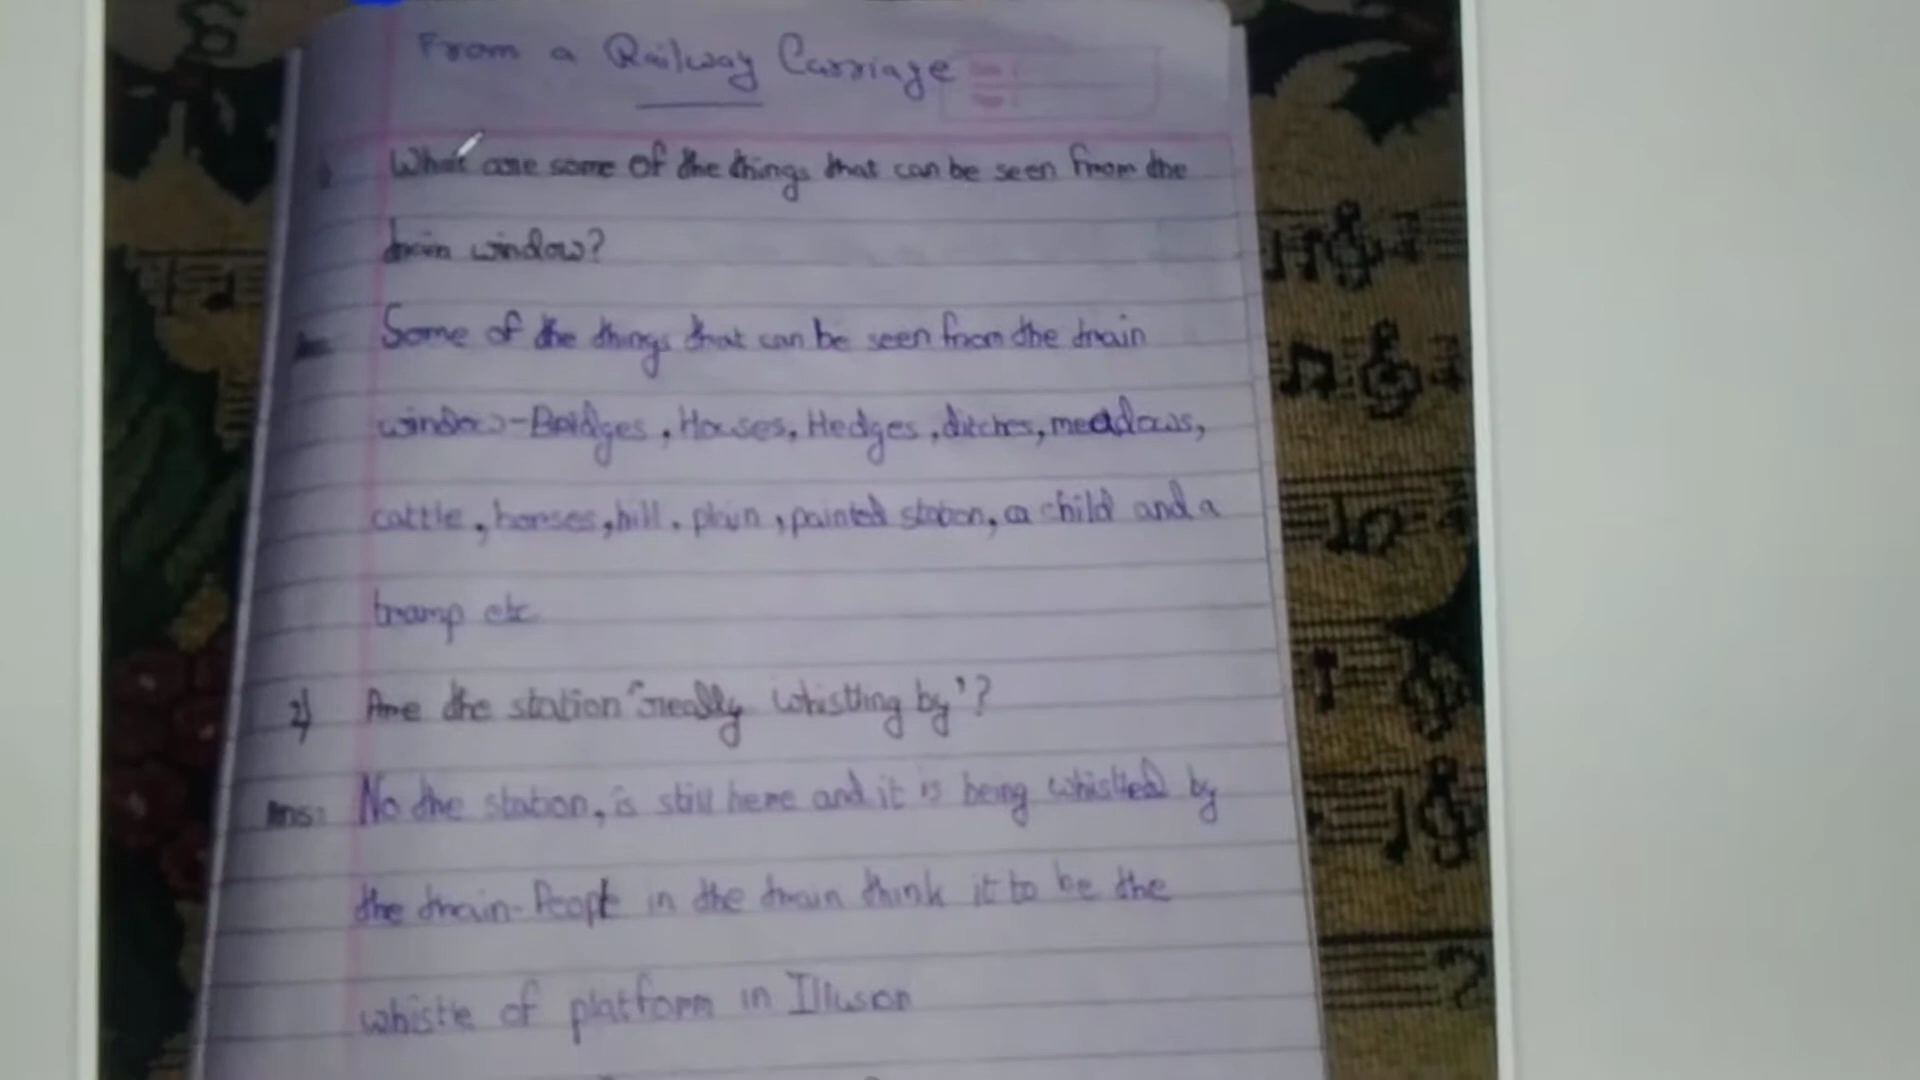 From a Railway Carriage
What are some of the things that can be seen from the
train window?
Some of the things that can be seen from the train
window-Bridges, Houses, Hedges, ditches, meadows,
cattle, horses, hill, plain, painted station, a child and a
tramp etc
2) Are the station "really whistling by"?
Ans: No the station, is still here and it is being whistled by
the train-People in the train think it to be the
whistle of platform in Illuson